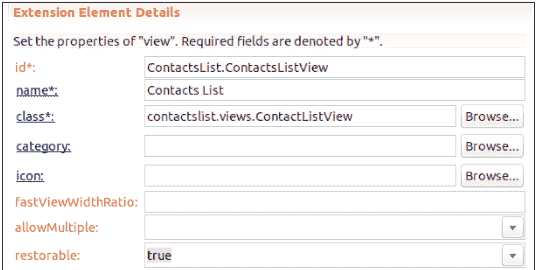 Extension Element Details
Set the properties of "view". Required fields are denoted by "*".
id*: ContactsList.ContactsListView
name*: Contacts List
class*: contactslist.views.ContactListView Browse...
category: Browse...
icon: Browse...
fastViewWidthRatio:
allowMultiple:
restorable: true